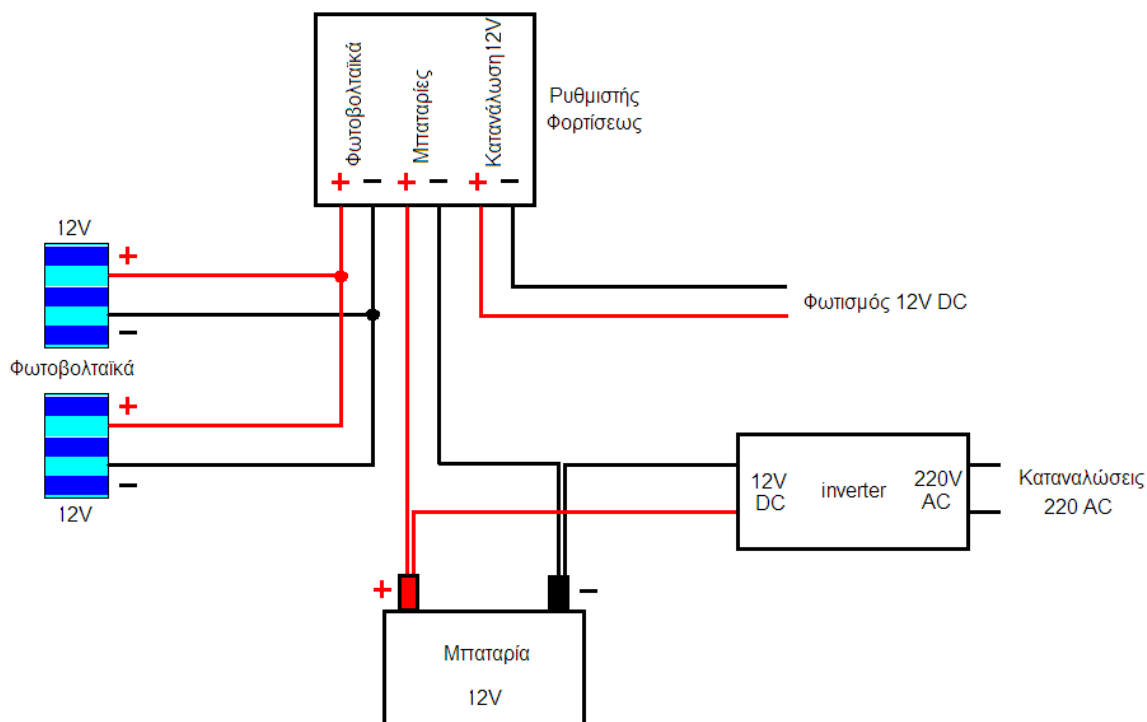 Φωτοβολταϊκά
Μπαταρίες
Κατανάλωση12V
+ − + − + −
Ρυθμιστής
Φορτίσεως
12V
+
−
Φωτοβολταϊκά
+
−
12V
Φωτισμός 12V DC
12V
DC
inverter
220V
AC
Καταναλώσεις
220 AC
+
−
Μπαταρία
12V